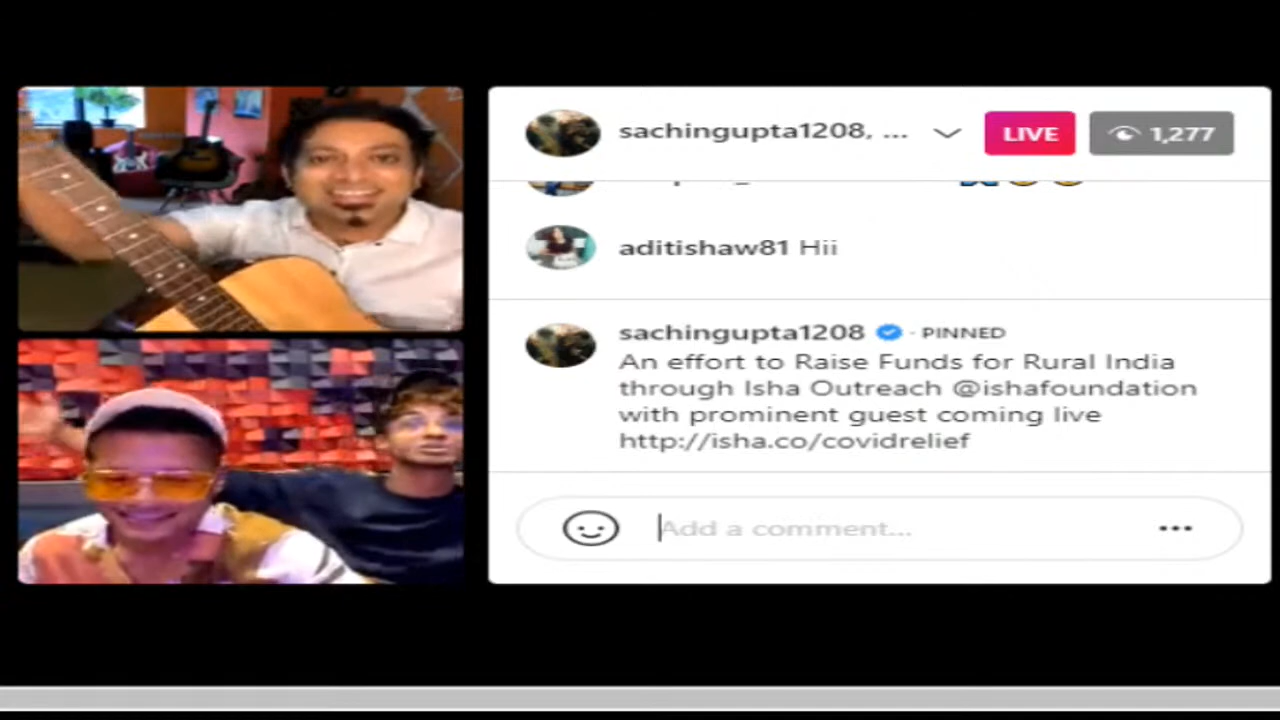 sachingupta1208, ...
LIVE
1,277
aditishaw81 Hii
sachingupta1208 · PINNED
An effort to Raise Funds for Rural India
through Isha Outreach @ishafoundation
with prominent guest coming live
http://isha.co/covidrelief
Add a comment...